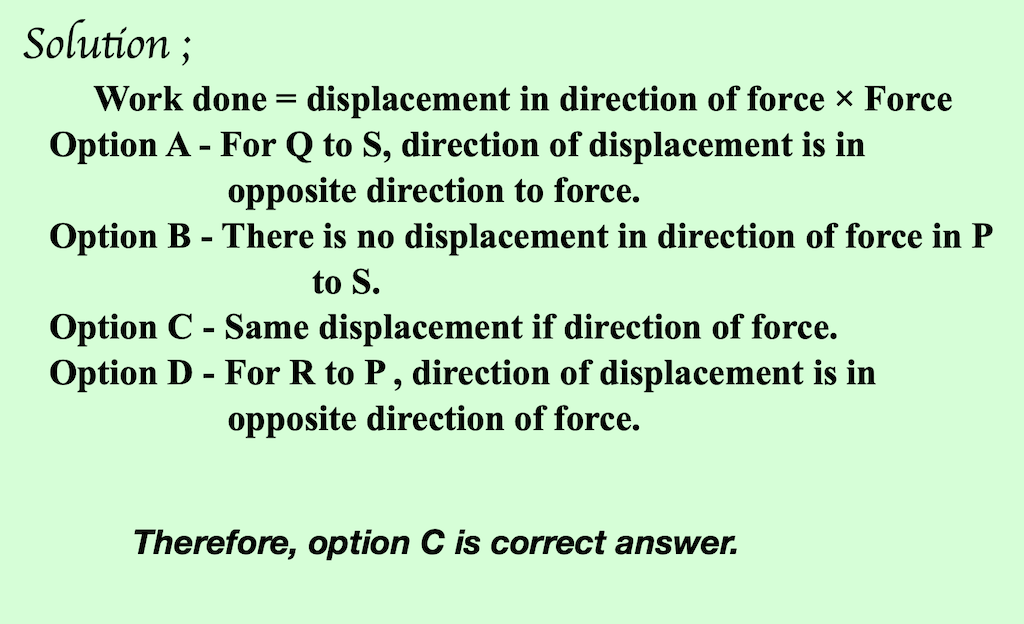 Solution ;
Work done = displacement in direction of force × Force
Option A - For Q to S, direction of displacement is in
opposite direction to force.
Option B - There is no displacement in direction of force in P
to S.
Option C - Same displacement if direction of force.
Option D - For R to P , direction of displacement is in
opposite direction of force.
Therefore, option C is correct answer.